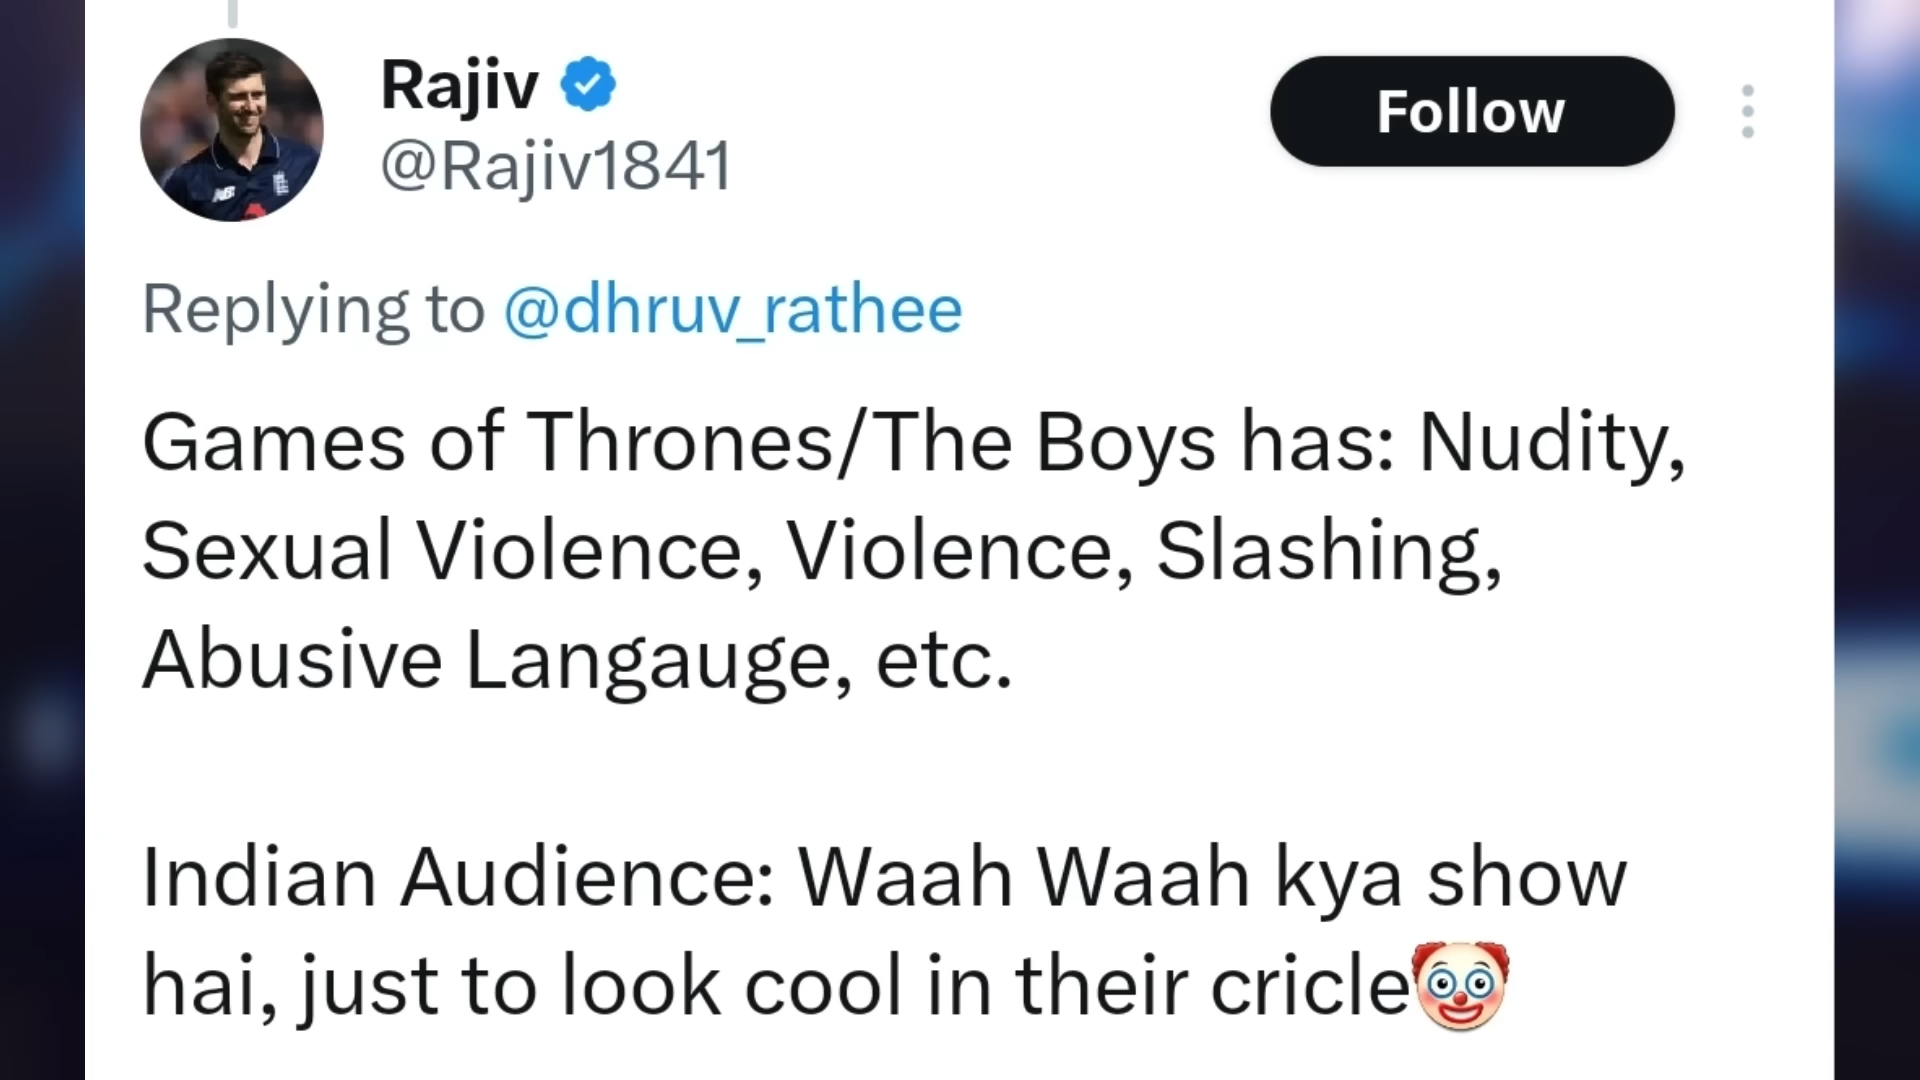 Rajiv
@Rajiv1841
Follow
Replying to @dhruv_rathee
Games of Thrones/The Boys has: Nudity,
Sexual Violence, Violence, Slashing,
Abusive Langauge, etc.
Indian Audience: Waah Waah kya show
hai, just to look cool in their cricle🤡